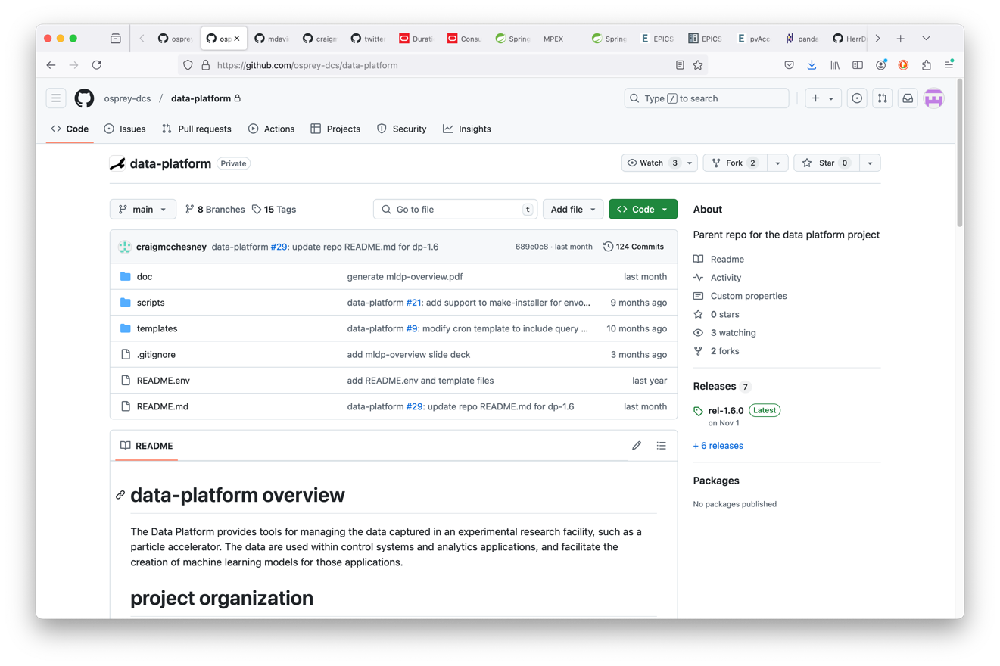 osprey
osp
mdavi
craigm
twitter
Durati
Consu
Spring
MPEX
Spring
EPICS
EPICS
pvAcc
panda
HerrD
https://github.com/osprey-dcs/data-platform
osprey-dcs / data-platform
Type / to search
Code
Issues
Pull requests
Actions
Projects
Security
Insights
data-platform Private
Watch 3
Fork 2
Star 0
main
8 Branches
15 Tags
Go to file t
Add file
Code
craigmcchesney data-platform #29: update repo README.md for dp-1.6 689e0c8 · last month 124 Commits
doc generate mldp-overview.pdf last month
scripts data-platform #21: add support to make-installer for envo... 9 months ago
templates data-platform #9: modify cron template to include query ... 10 months ago
.gitignore add mldp-overview slide deck 3 months ago
README.env add README.env and template files last year
README.md data-platform #29: update repo README.md for dp-1.6 last month
README
data-platform overview
The Data Platform provides tools for managing the data captured in an experimental research facility, such as a
particle accelerator. The data are used within control systems and analytics applications, and facilitate the
creation of machine learning models for those applications.
project organization
About
Parent repo for the data platform project
Readme
Activity
Custom properties
0 stars
3 watching
2 forks
Releases 7
rel-1.6.0 Latest
on Nov 1
+ 6 releases
Packages
No packages published